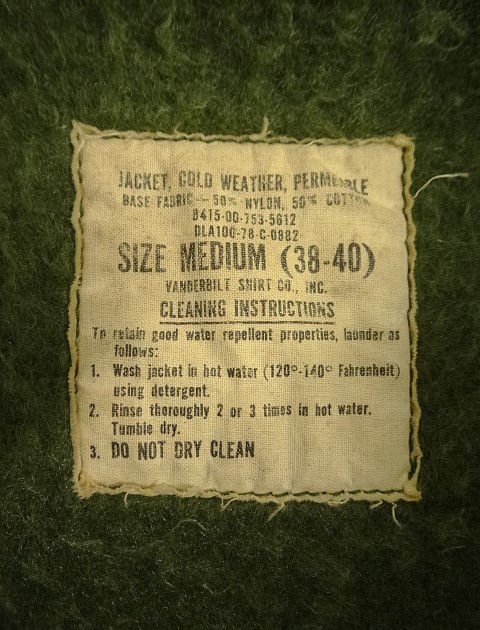 JACKET, COLD WEATHER, PERMEABLE
BASE FABRIC -- 50% NYLON, 50% COTTON
8415-00-753-5612
DLA100-78-C-0882
SIZE MEDIUM (38-40)
VANDERBILT SHIRT CO., INC.
CLEANING INSTRUCTIONS
To retain good water repellent properties, launder as
follows:
1. Wash jacket in hot water (120°-140° Fahrenheit)
using detergent.
2. Rinse thoroughly 2 or 3 times in hot water.
Tumble dry.
3. DO NOT DRY CLEAN